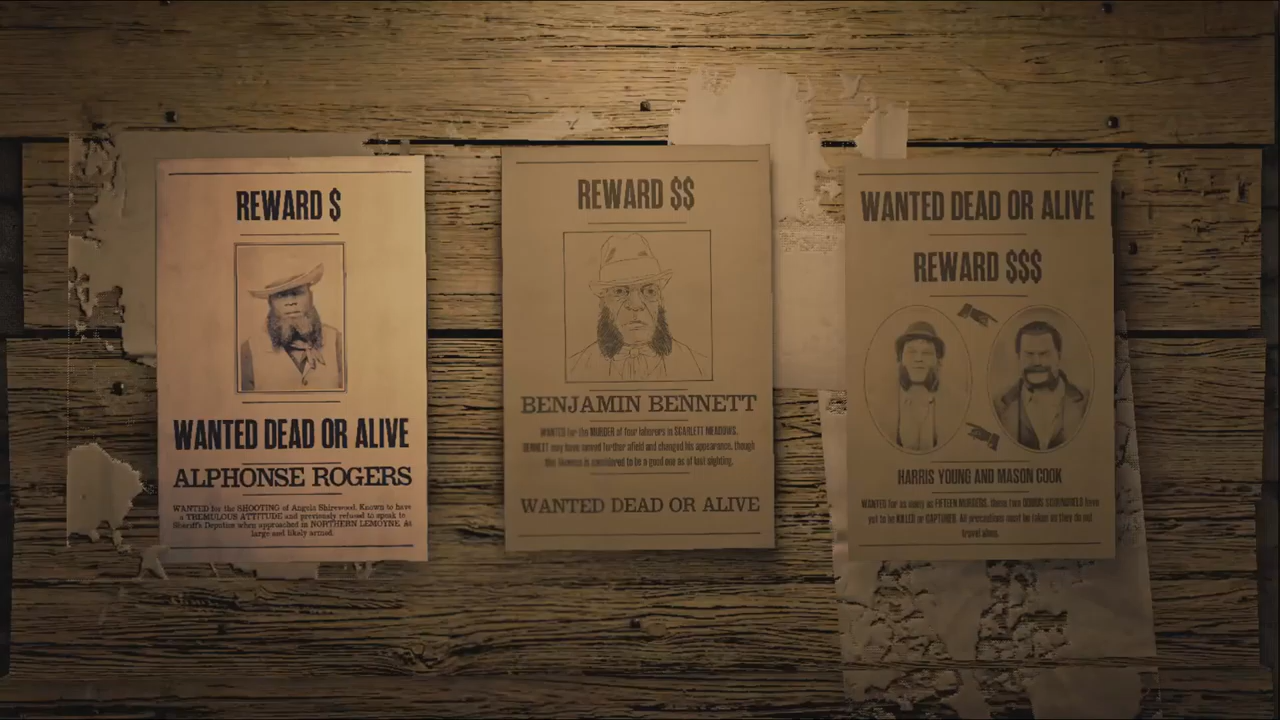 REWARD $
WANTED DEAD OR ALIVE
ALPHONSE ROGERS
WANTED for the SHOOTING of Angela Shirewood. Known to have
a TREMULOUS ATTITUDE and previously refused to speak to
Sheriff's Deputies when approached in NORTHERN LEMOYNE. At
large and likely armed.
REWARD $$
BENJAMIN BENNETT
WANTED for the MURDER of four laborers in SCARLETT MEADOWS.
BENNETT may have moved further afield and changed his appearance, though
the likeness is considered to be a good one as of last sighting.
WANTED DEAD OR ALIVE
WANTED DEAD OR ALIVE
REWARD $$$
HARRIS YOUNG AND MASON COOK
WANTED for as many as FIFTEEN MURDERS, these two DUBIOUS SCOUNDRELS have
yet to be KILLED or CAPTURED. All precautions must be taken as they do not
travel alone.